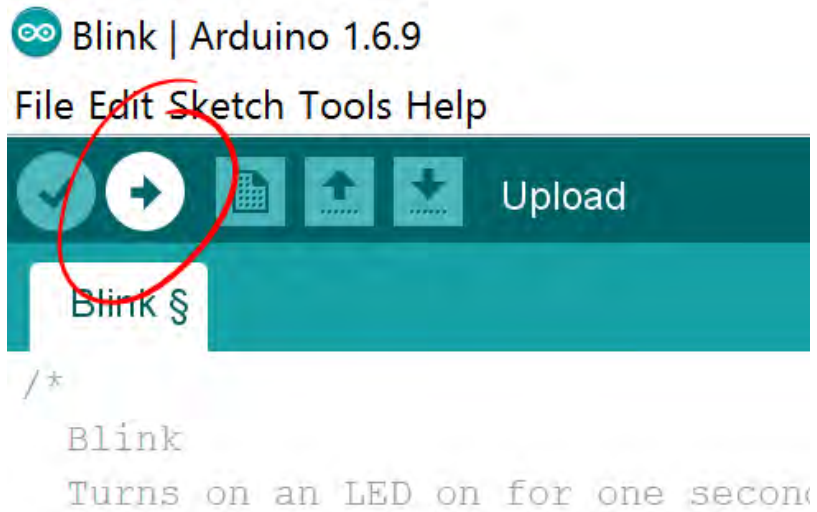 Blink | Arduino 1.6.9
File Edit Sketch Tools Help
Upload
Blink §
/*
Blink
Turns on an LED on for one second